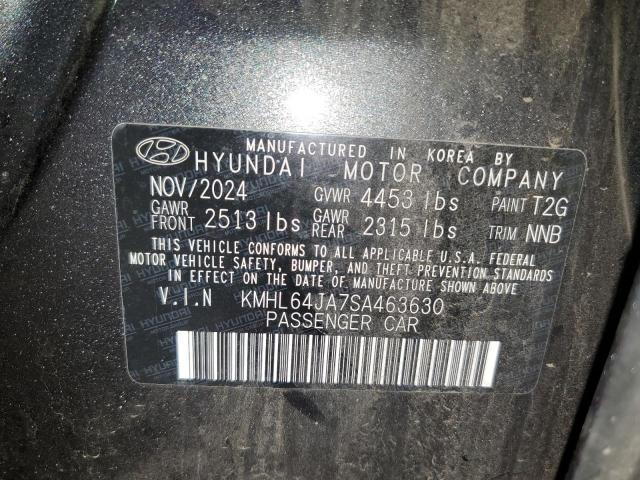 MANUFACTURED IN KOREA BY
HYUNDAI MOTOR COMPANY
NOV/2024 GVWR 4453 lbs PAINT T2G
GAWR FRONT 2513 lbs GAWR REAR 2315 lbs TRIM NNB
THIS VEHICLE CONFORMS TO ALL APPLICABLE U.S.A. FEDERAL
MOTOR VEHICLE SAFETY, BUMPER, AND THEFT PREVENTION STANDARDS
IN EFFECT ON THE DATE OF MANUFACTURE SHOWN ABOVE.
V.I.N KMHL64JA7SA463630
PASSENGER CAR